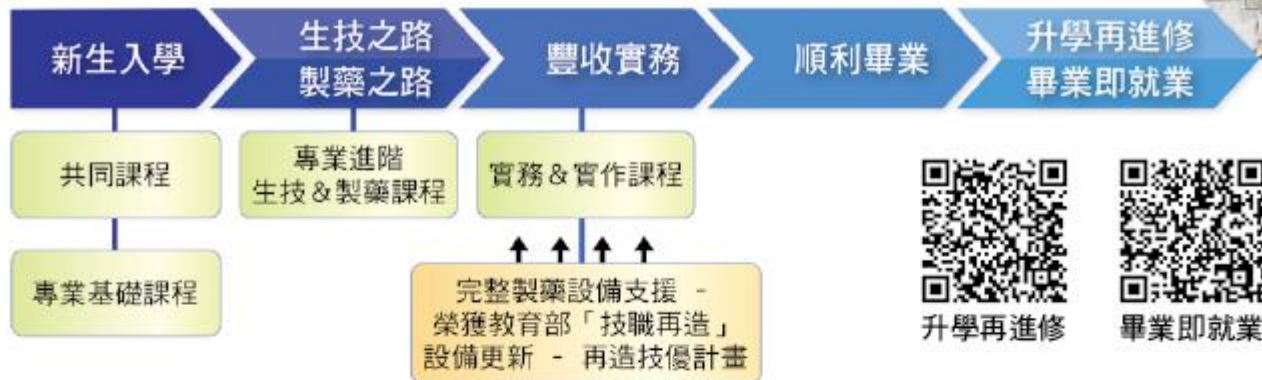 新生入學
生技之路
製藥之路
豐收實務
順利畢業
升學再進修
畢業即就業
共同課程
專業基礎課程
專業進階
生技&製藥課程
實務&實作課程
完整製藥設備支援 -
榮獲教育部「技職再造」
設備更新 - 再造技優計畫
升學再進修
畢業即就業